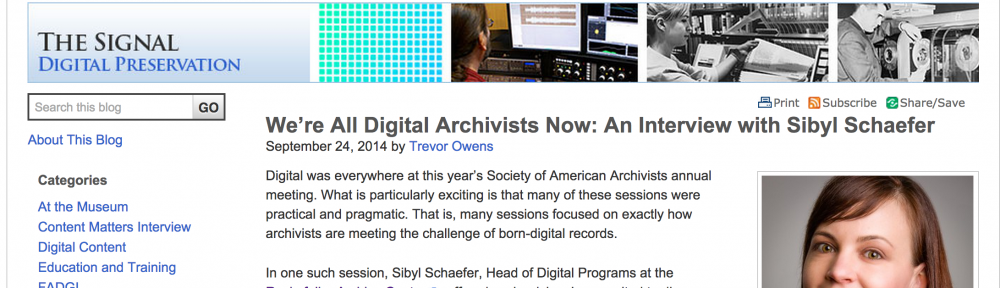 THE SIGNAL
DIGITAL PRESERVATION
Search this blog
GO
About This Blog
Categories
At the Museum
Content Matters Interview
Digital Content
Education and Training
Print Subscribe Share/Save
We're All Digital Archivists Now: An Interview with Sibyl Schaefer
September 24, 2014 by Trevor Owens
Digital was everywhere at this year's Society of American Archivists annual
meeting. What is particularly exciting is that many of these sessions were
practical and pragmatic. That is, many sessions focused on exactly how
archivists are meeting the challenge of born-digital records.
In one such session, Sibyl Schaefer, Head of Digital Programs at the